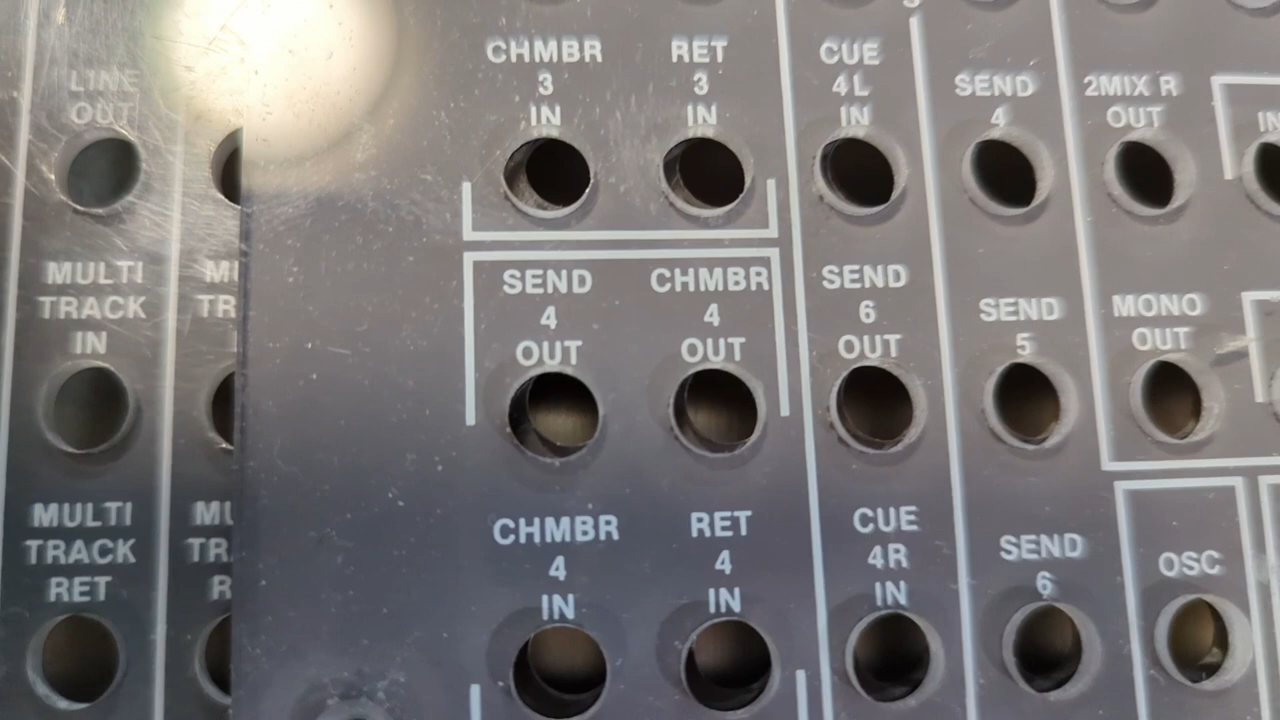 LINE
OUT
MULTI
TRACK
IN
MULTI
TRACK
RET
CHMBR
3
IN
RET
3
IN
SEND
4
OUT
CHMBR
4
OUT
CHMBR
4
IN
RET
4
IN
CUE
4L
IN
SEND
6
OUT
CUE
4R
IN
SEND
4
SEND
5
SEND
6
2MIX R
OUT
MONO
OUT
OSC